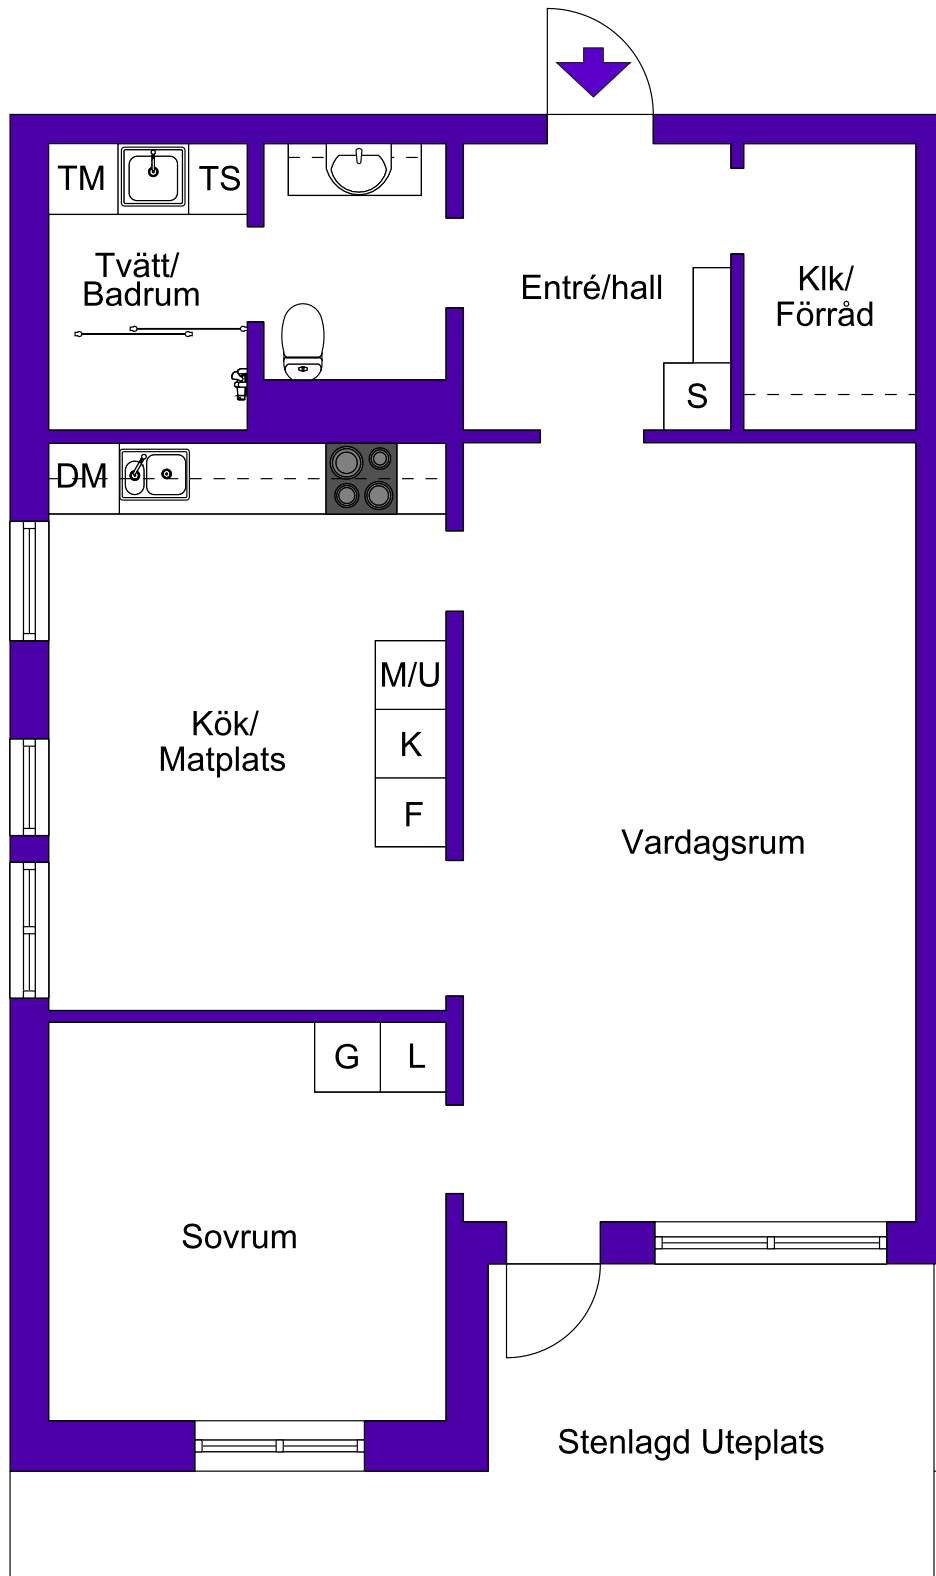 TM
TS
Tvätt/
Badrum
Entré/hall
Klk/
Förråd
S
DM
M/U
K
F
Kök/
Matplats
Vardagsrum
G
L
Sovrum
Stenlagd Uteplats